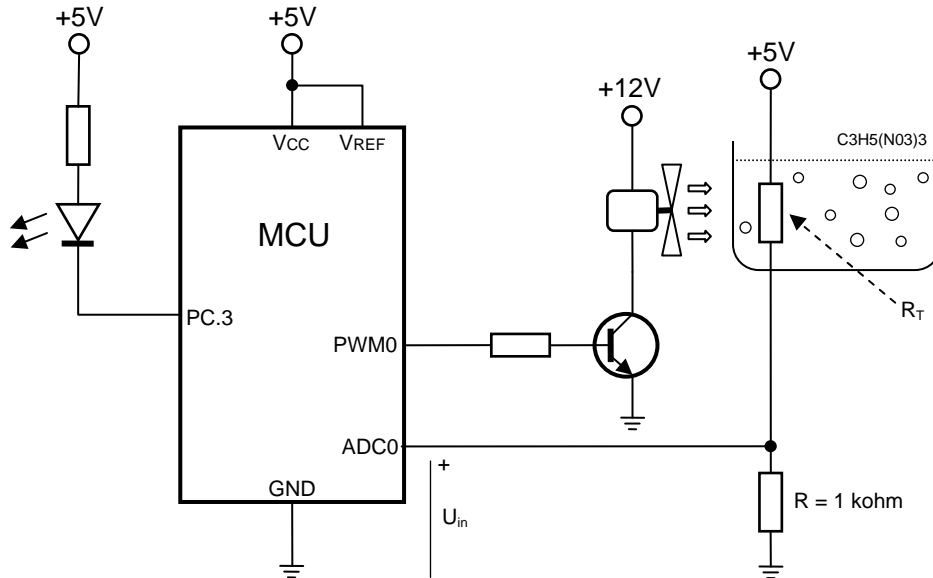 +5V
+5V
+5V
+12V
C3H5(N03)3
VCC
VREF
MCU
PC.3
RT
PWM0
ADC0
+
GND
Uin
R = 1 kohm